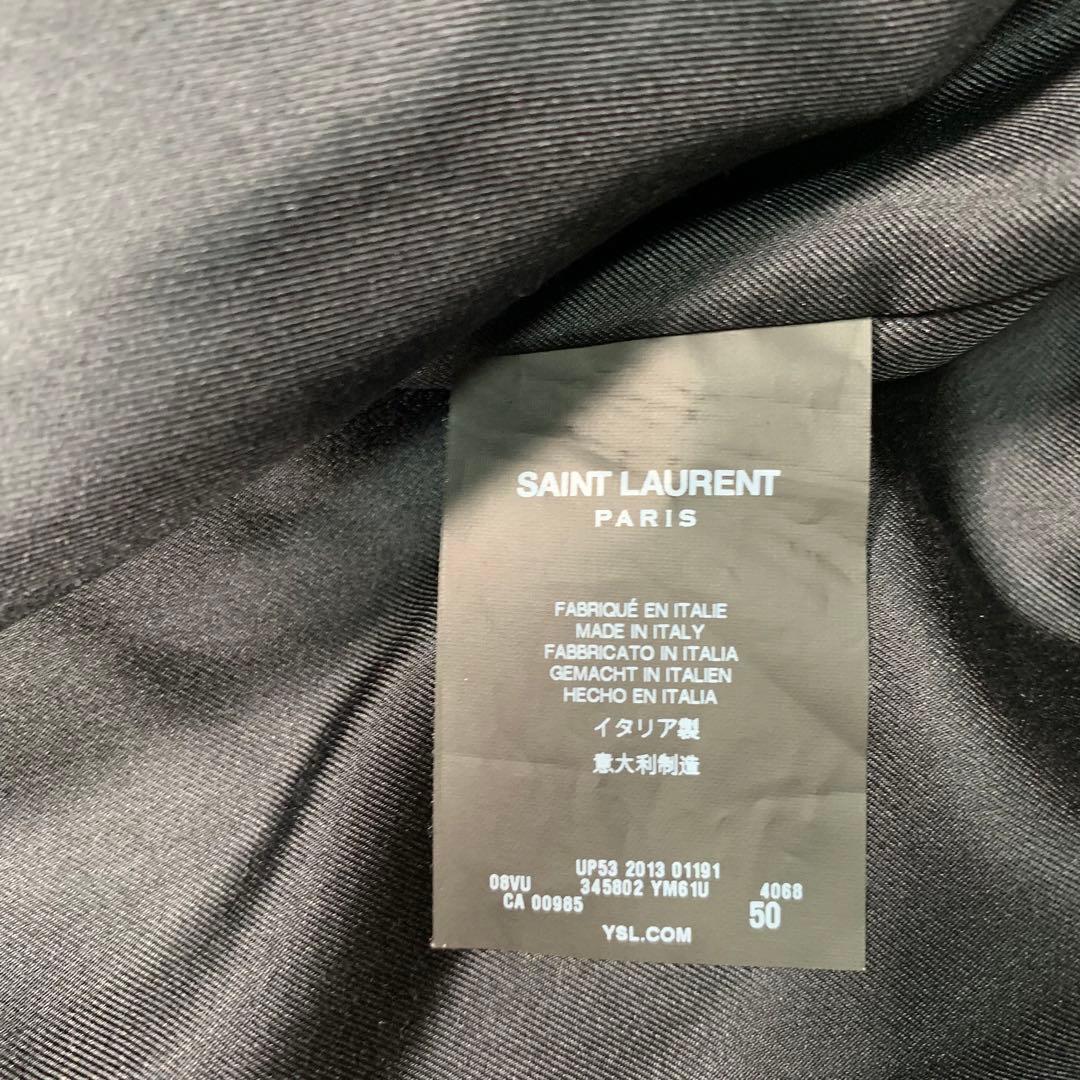 SAINT LAURENT
PARIS
FABRIQUÉ EN ITALIE
MADE IN ITALY
FABBRICATO IN ITALIA
GEMACHT IN ITALIEN
HECHO EN ITALIA
イタリア製
意大利制造
UP53 2013 01191
08VU 345802 YM61U 4068
CA 00985 50
YSL.COM